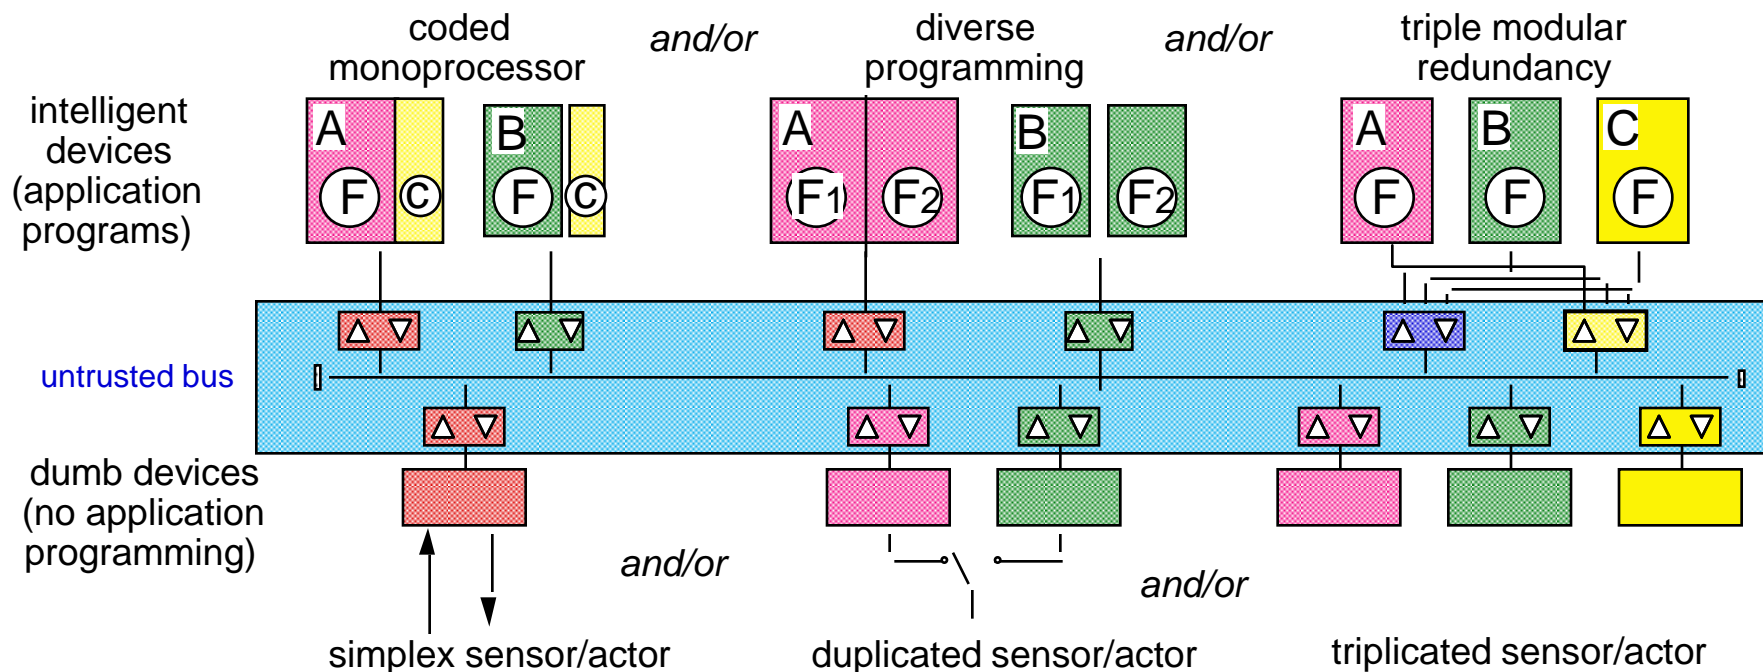 coded
monoprocessor
and/or
diverse
programming
and/or
triple modular
redundancy
intelligent
devices
(application
programs)
A
F
C
B
F
C
A
F1
F2
B
F1
F2
A
F
B
F
C
F
untrusted bus
dumb devices
(no application
programming)
and/or
and/or
simplex sensor/actor
duplicated sensor/actor
triplicated sensor/actor